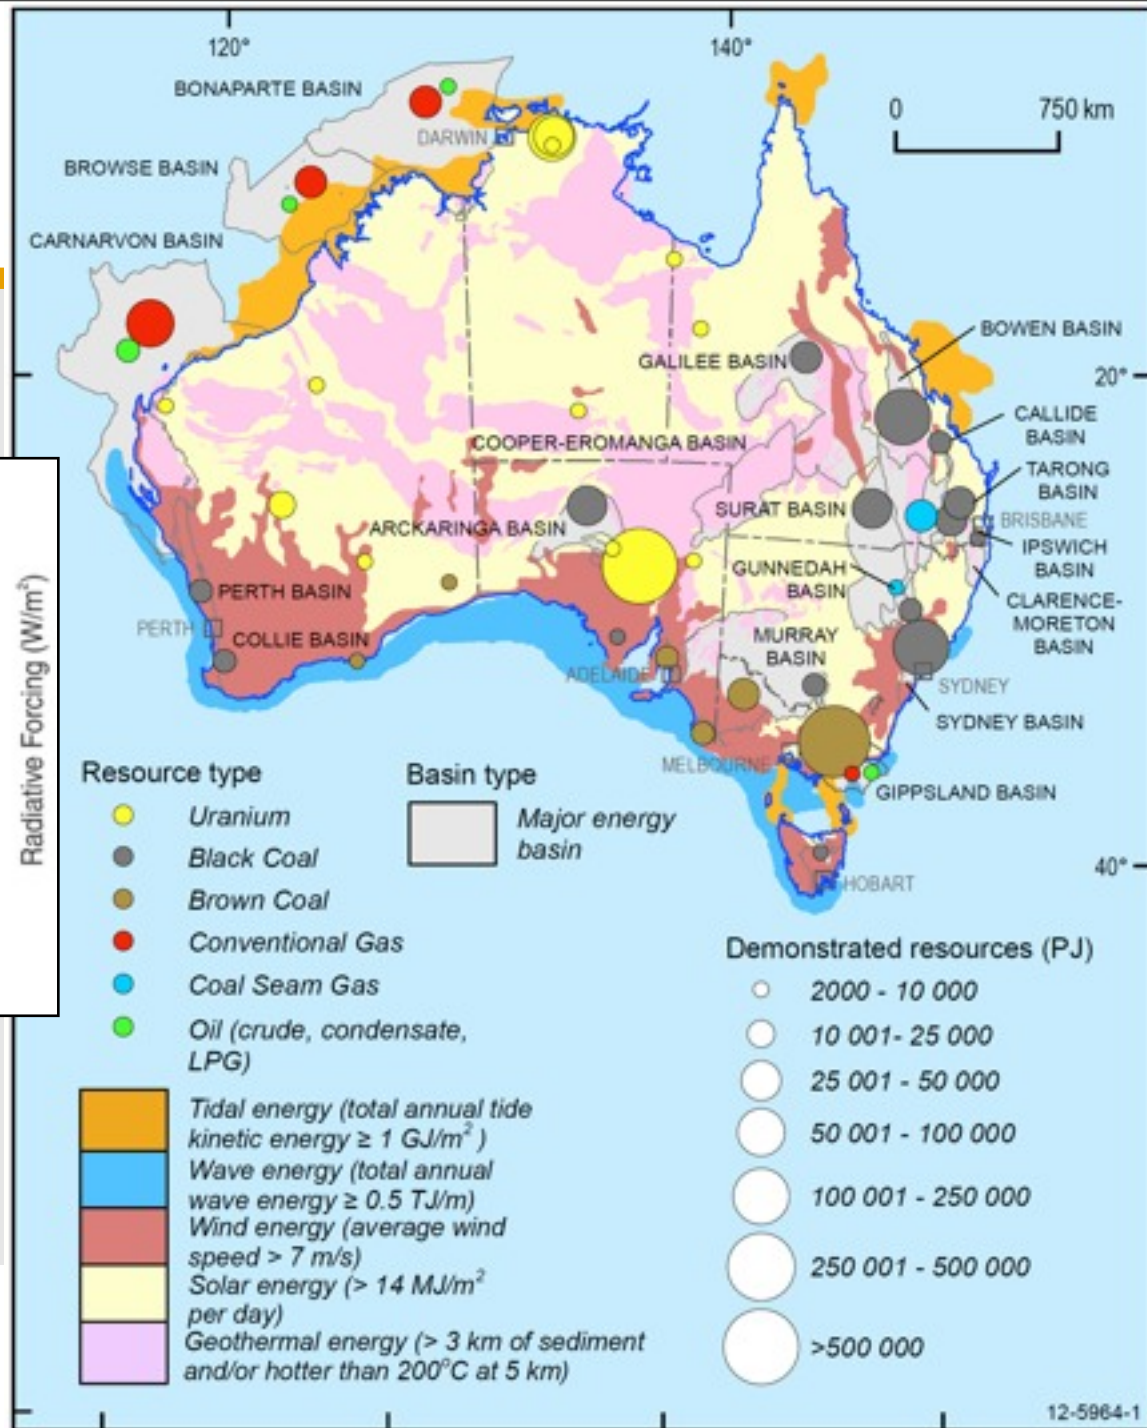 120°
140°
BONAPARTE BASIN
0
750 km
DARWIN
BROWSE BASIN
CARNARVON BASIN
BOWEN BASIN
GALILEE BASIN
20°
CALLIDE
BASIN
COOPER-EROMANGA BASIN
TARONG
BASIN
SURAT BASIN
BRISBANE
ARCKARINGA BASIN
IPSWICH
BASIN
GUNNEDAH
BASIN
PERTH BASIN
CLARENCE-
MORETON
BASIN
PERTH
COLLIE BASIN
MURRAY
BASIN
ADELAIDE
SYDNEY
SYDNEY BASIN
MELBOURNE
GIPPSLAND BASIN
40°
HOBART
Radiative Forcing (W/m²)
Resource type
Uranium
Black Coal
Brown Coal
Conventional Gas
Coal Seam Gas
Oil (crude, condensate,
LPG)
Basin type
Major energy
basin
Tidal energy (total annual tide
kinetic energy ≥ 1 GJ/m² )
Wave energy (total annual
wave energy ≥ 0.5 TJ/m)
Wind energy (average wind
speed > 7 m/s)
Solar energy (> 14 MJ/m²
per day)
Geothermal energy (> 3 km of sediment
and/or hotter than 200°C at 5 km)
Demonstrated resources (PJ)
2000 - 10 000
10 001- 25 000
25 001 - 50 000
50 001 - 100 000
100 001 - 250 000
250 001 - 500 000
>500 000
12-5964-1